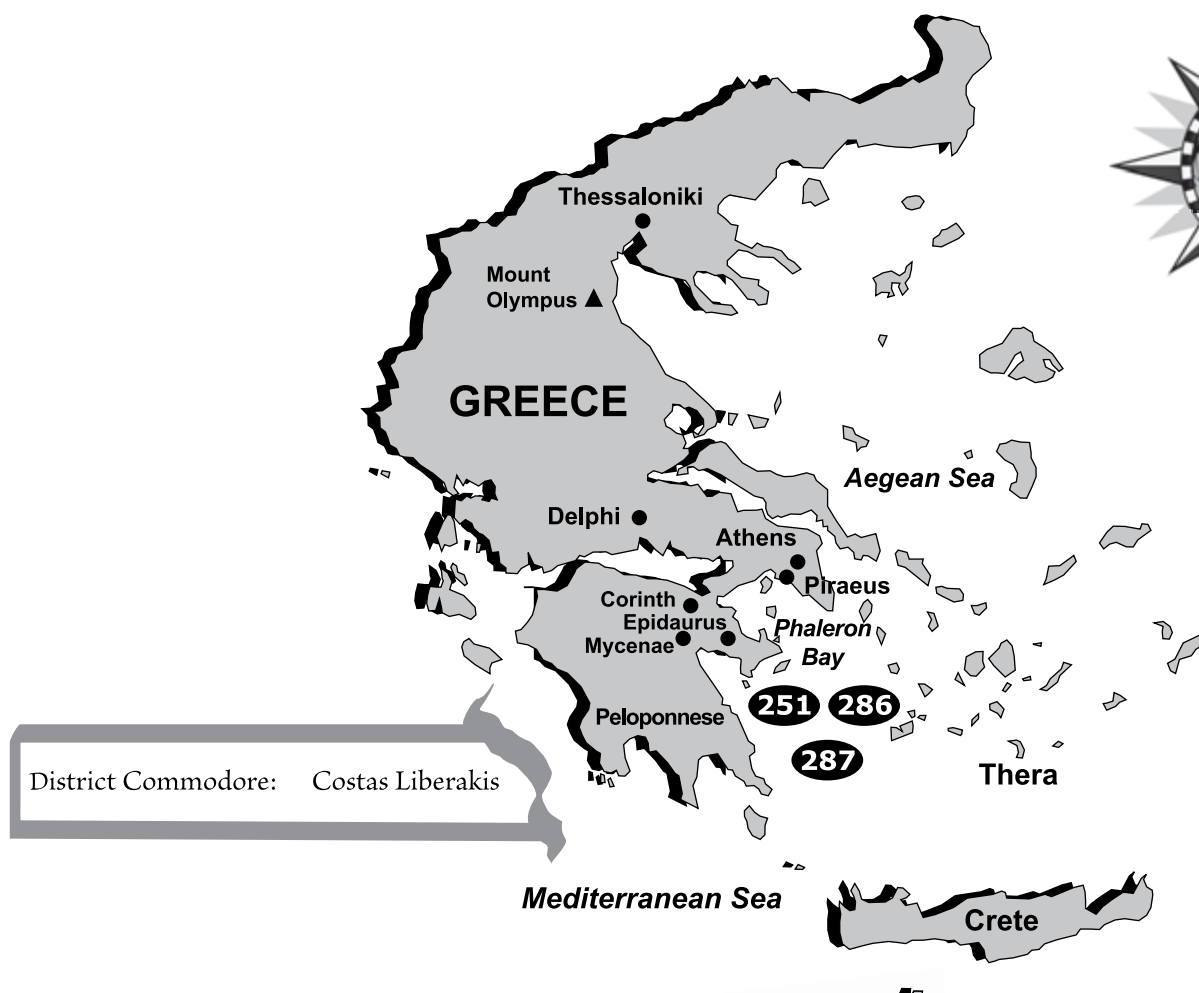 Thessaloniki
Mount
Olympus
GREECE
Aegean Sea
Delphi
Athens
Piraeus
Corinth
Epidaurus
Mycenae
Phaleron
Bay
251 286
Peloponnese
287
Thera
District Commodore: Costas Liberakis
Mediterranean Sea
Crete